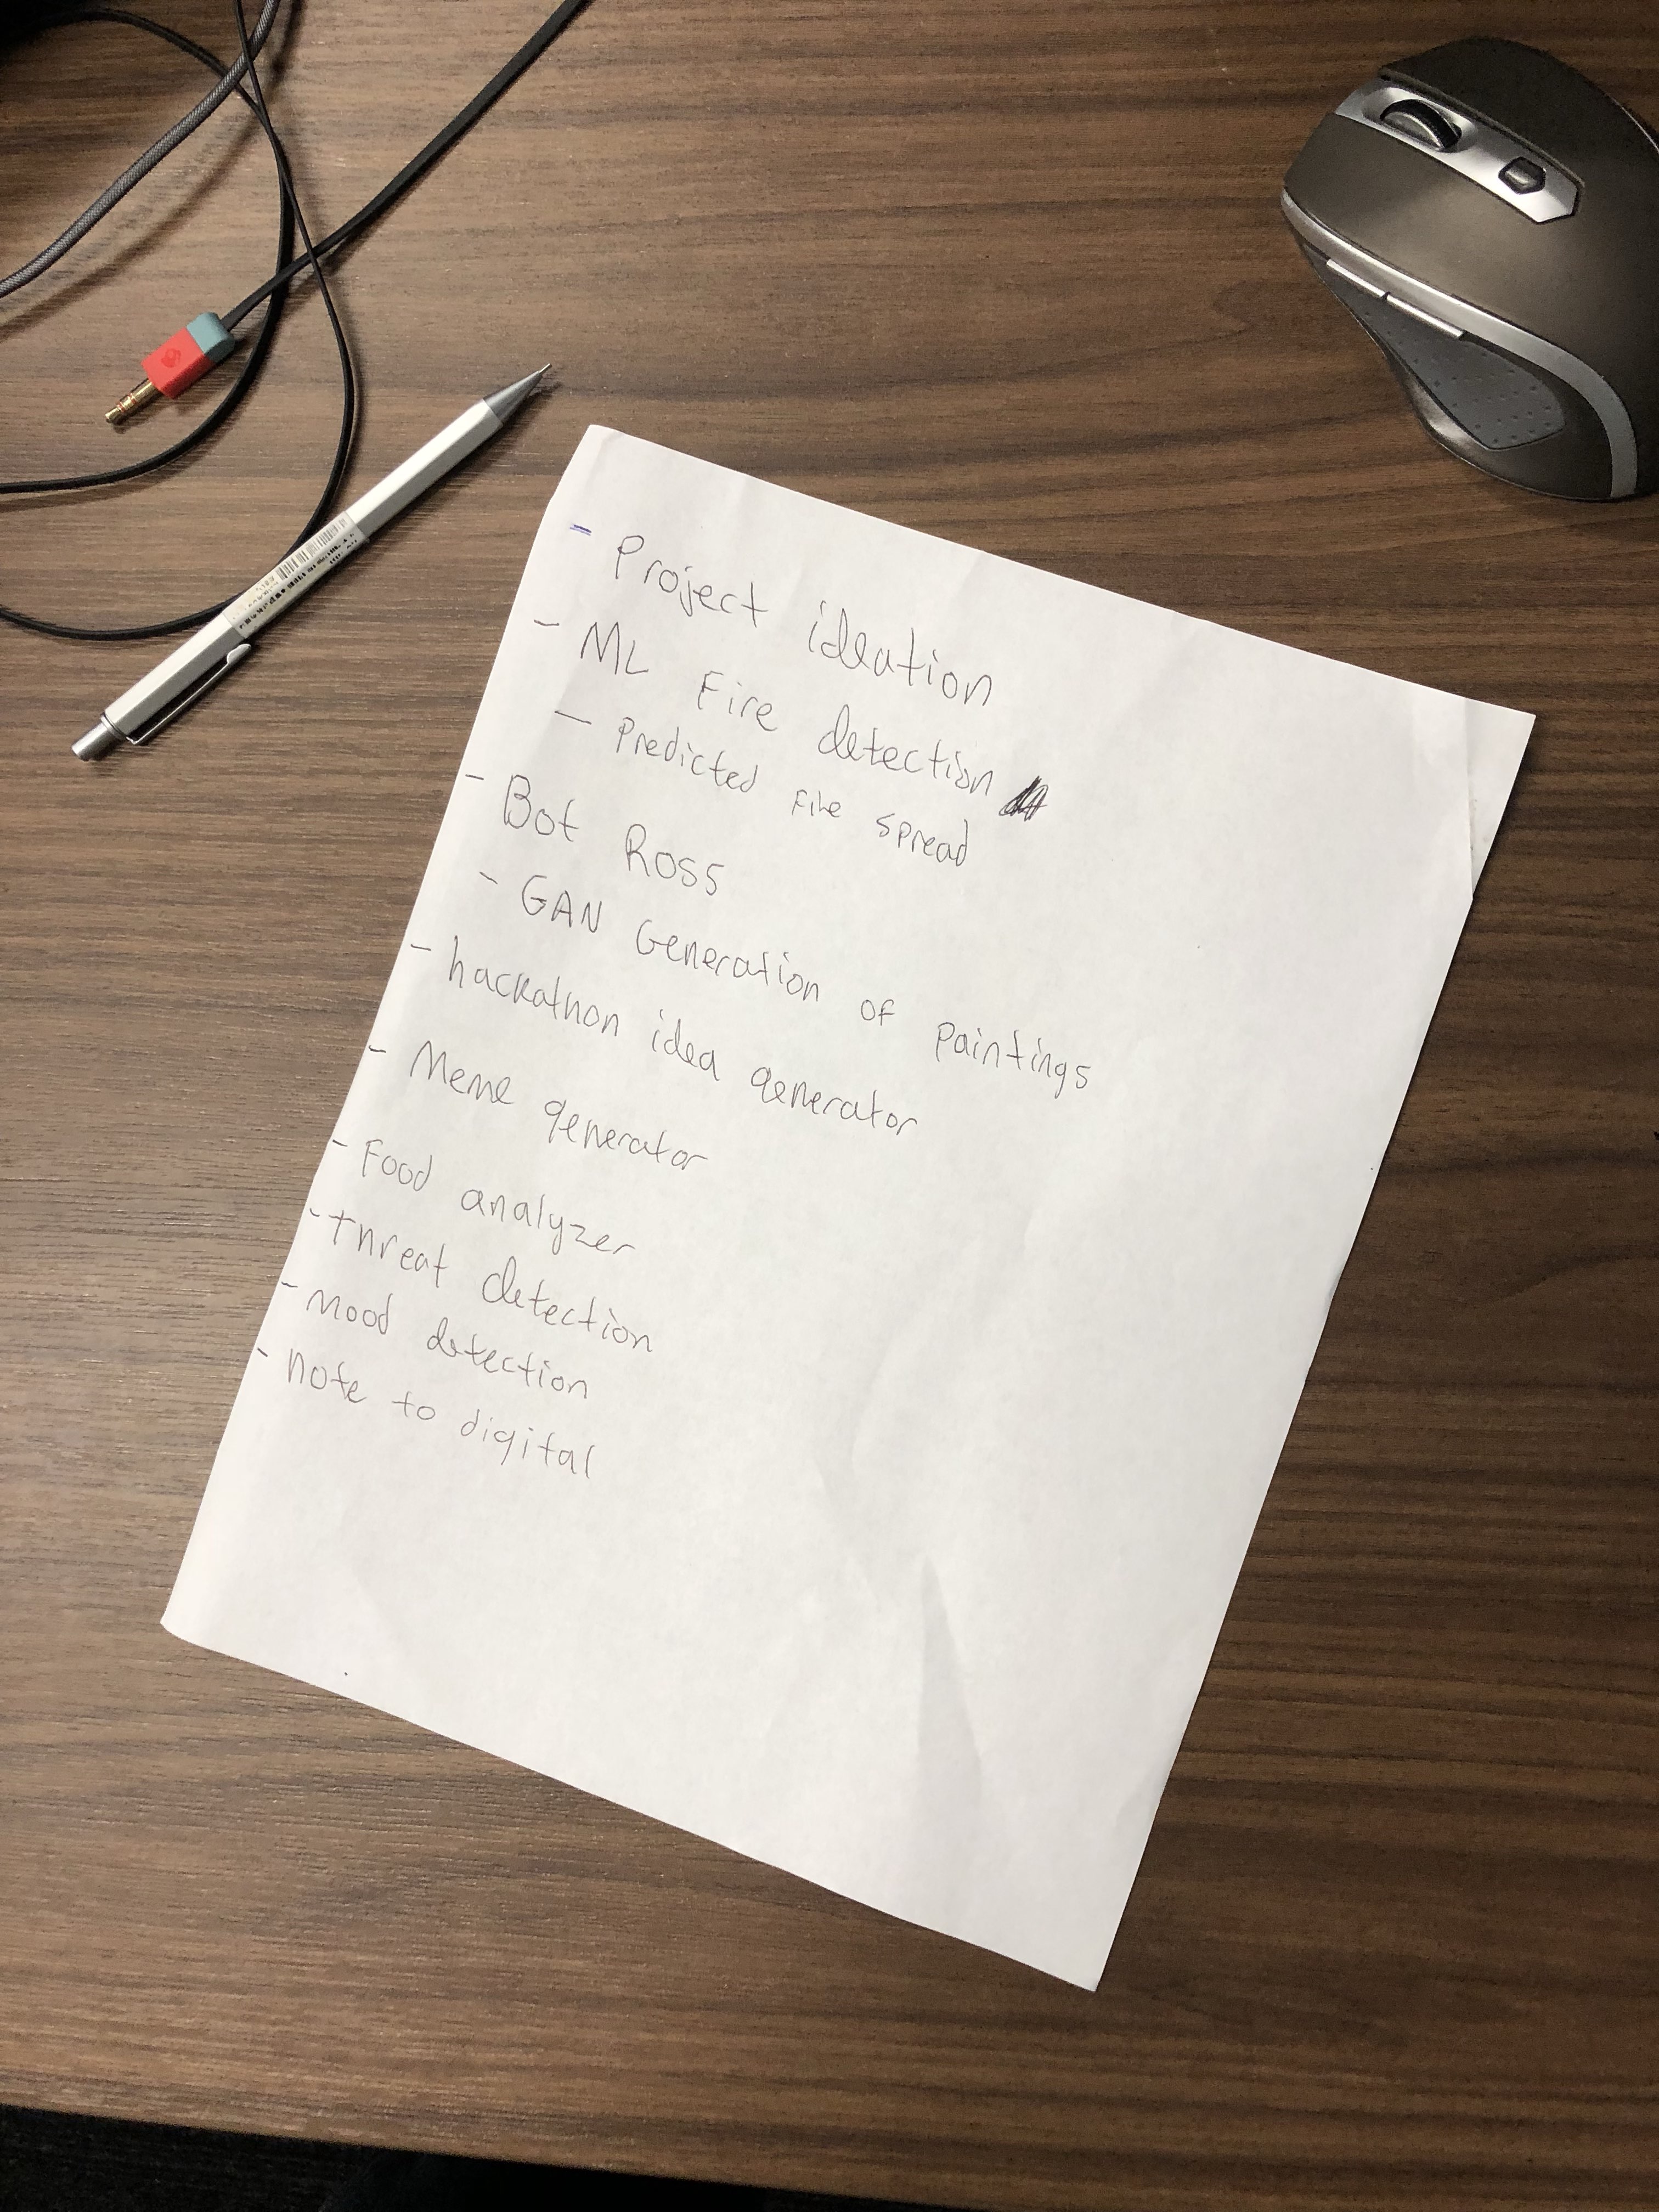 - Project ideation
- ML Fire detection
- Predicted Fire spread
- Bot Ross
- GAN Generation of paintings
- hackathon idea generator
- Meme generator
- Food analyzer
- threat detection
- Mood detection
- note to digital